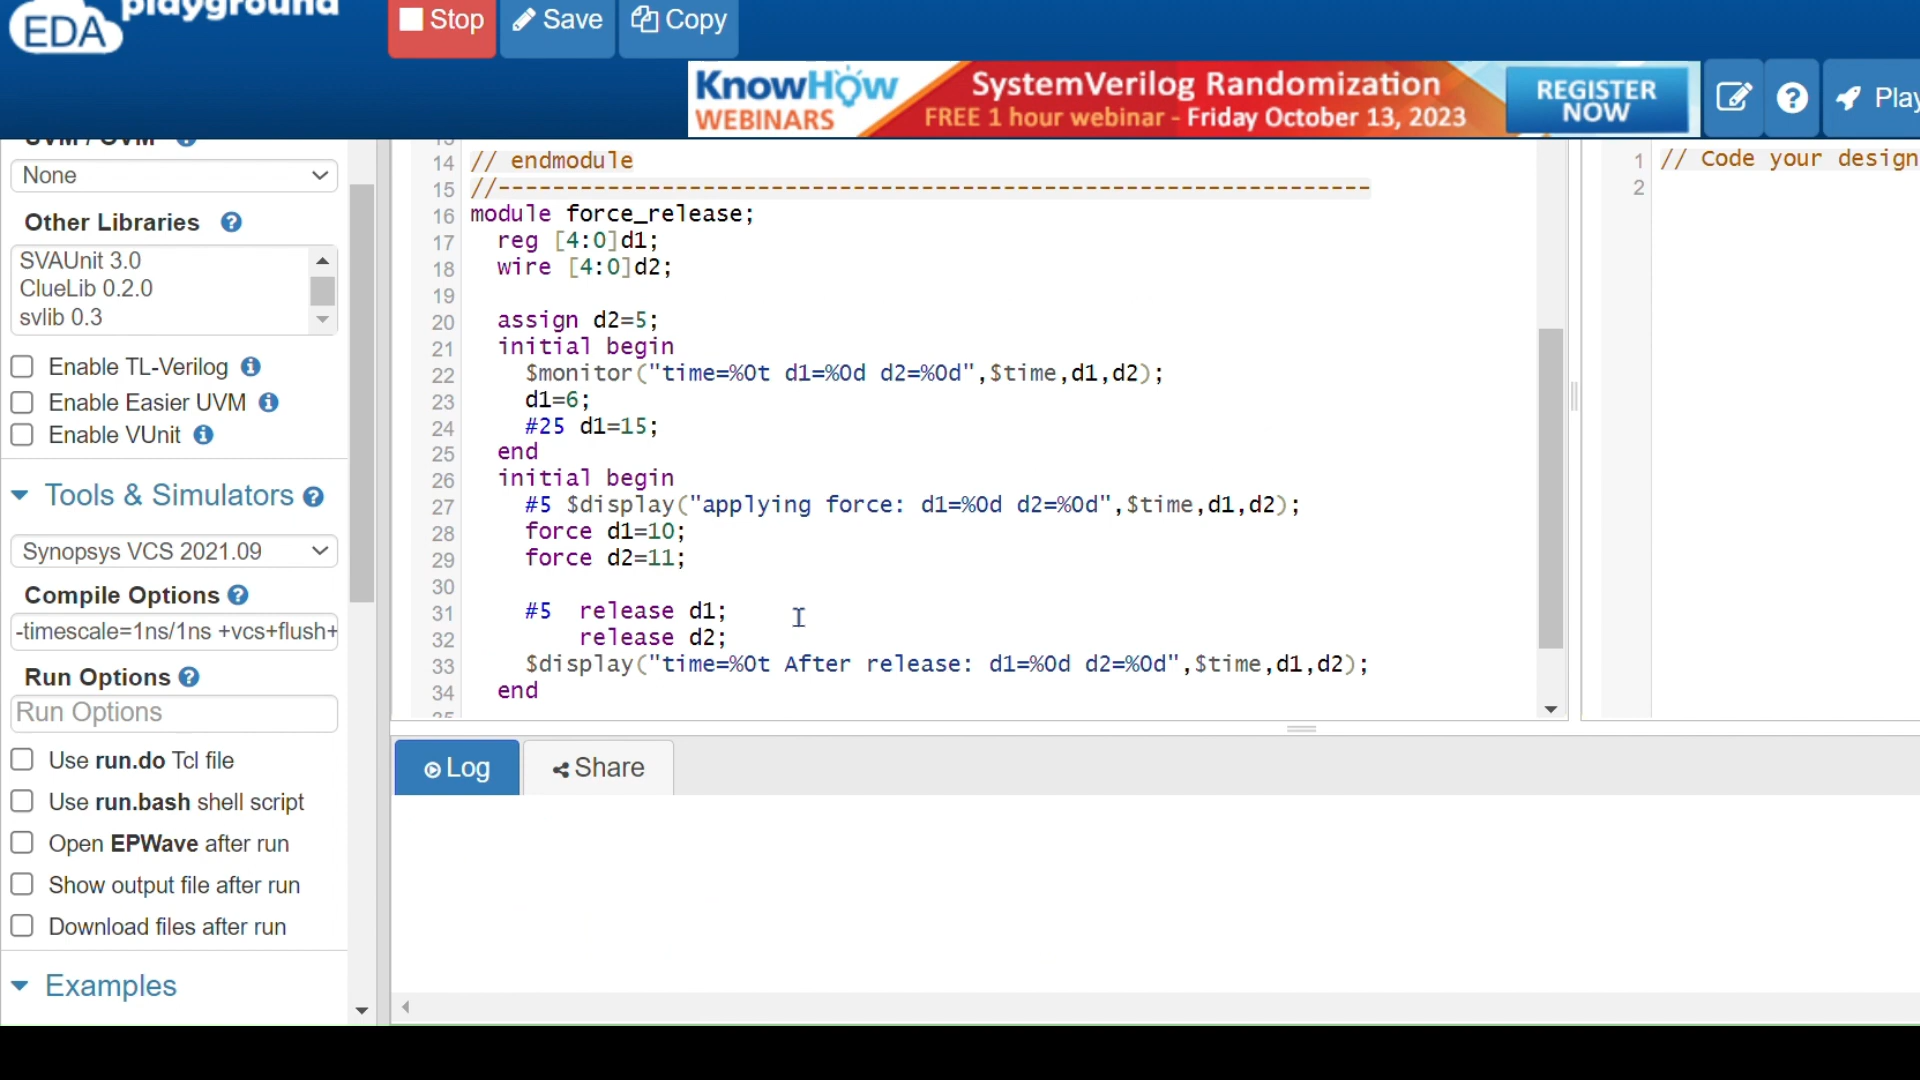 EDA playground
Stop
Save
Copy
KnowHow
WEBINARS
SystemVerilog Randomization
FREE 1 hour webinar - Friday October 13, 2023
REGISTER
NOW
UVM / OVM
None
Other Libraries
SVAUnit 3.0
ClueLib 0.2.0
svlib 0.3
Enable TL-Verilog
Enable Easier UVM
Enable VUnit
Tools & Simulators
Synopsys VCS 2021.09
Compile Options
-timescale=1ns/1ns +vcs+flush+
Run Options
Run Options
Use run.do Tcl file
Use run.bash shell script
Open EPWave after run
Show output file after run
Download files after run
Examples
13
14 // endmodule
15 //----------------------------------------------------------------
16 module force_release;
17 reg [4:0]d1;
18 wire [4:0]d2;
19
20 assign d2=5;
21 initial begin
22 $monitor("time=%0t d1=%0d d2=%0d",$time,d1,d2);
23 d1=6;
24 #25 d1=15;
25 end
26 initial begin
27 #5 $display("applying force: d1=%0d d2=%0d",$time,d1,d2);
28 force d1=10;
29 force d2=11;
30
31 #5 release d1;
32 release d2;
33 $display("time=%0t After release: d1=%0d d2=%0d",$time,d1,d2);
34 end
35
1 // Code your design
2
Log
Share